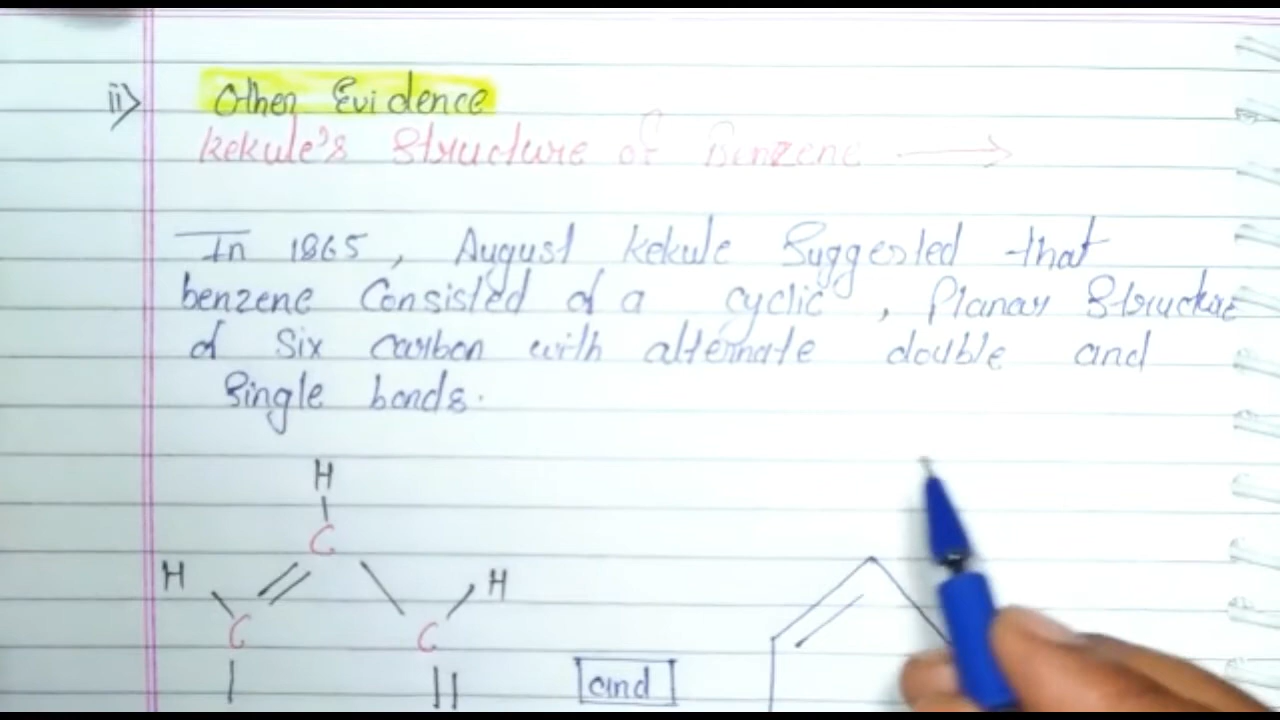 ii) Other Evidence
Kekule's Structure of Benzene →
In 1865, August Kekule Suggested that
benzene Consisted of a cyclic, Planar Structure
of Six carbon with alternate double and
Single bonds.
H
C
H H
C C
and